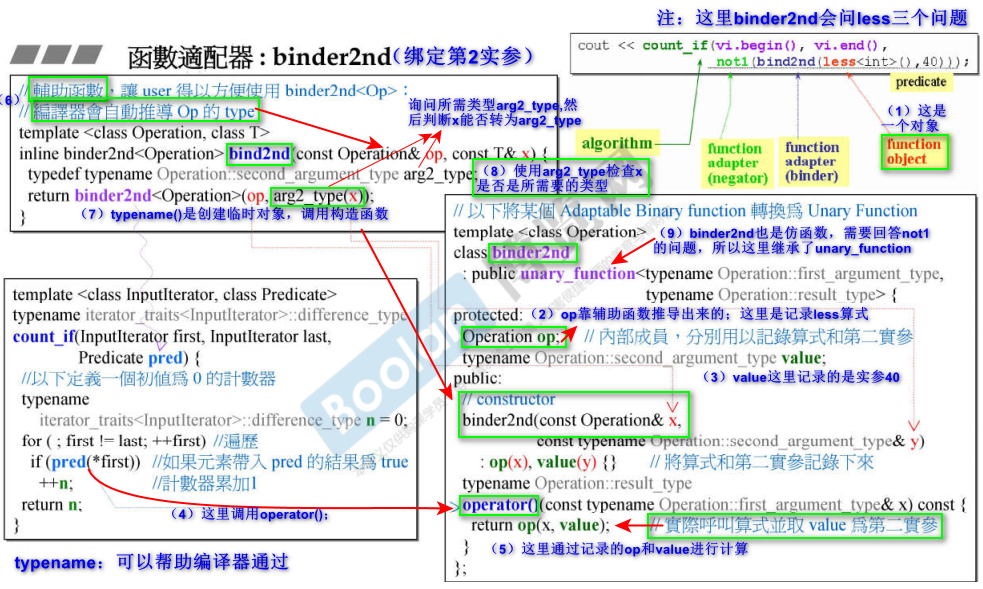 注：这里binder2nd会问less三个问题
函數適配器 : binder2nd（绑定第2实参）
cout << count_if(vi.begin(), vi.end(),
not1(bind2nd(less<int>(),40)));
predicate
algorithm
function
adapter
(negator)
function
adapter
(binder)
（1）这是
一个对象
function
object
（6）
// 輔助函數，讓 user 得以方便使用 binder2nd<Op>：
// 編譯器會自動推導 Op 的 type
询问所需类型arg2_type,然
后判断x能否转为arg2_type
template <class Operation, class T>
inline binder2nd<Operation> bind2nd(const Operation& op, const T& x) {
typedef typename Operation::second_argument_type arg2_type;
return binder2nd<Operation>(op, arg2_type(x));
}
（8）使用arg2_type检查x
是否是所需要的类型
（7）typename()是创建临时对象，调用构造函数
template <class InputIterator, class Predicate>
typename iterator_traits<InputIterator>::difference_type
count_if(InputIterator first, InputIterator last,
Predicate pred) {
//以下定義一個初值爲 0 的計數器
typename
iterator_traits<InputIterator>::difference_type n = 0;
for ( ; first != last; ++first) //遍歷
if (pred(*first)) //如果元素帶入 pred 的結果爲 true
++n; //計數器累加1
return n;
}
（4）这里调用operator()；
typename：可以帮助编译器通过
// 以下將某個 Adaptable Binary function 轉換爲 Unary Function
template <class Operation>
class binder2nd
: public unary_function<typename Operation::first_argument_type,
typename Operation::result_type> {
（9）binder2nd也是仿函数，需要回答not1
的问题，所以这里继承了unary_function
protected:
（2）op靠辅助函数推导出来的；这里是记录less算式
Operation op; // 內部成員，分別用以記錄算式和第二實參
typename Operation::second_argument_type value;
（3）value这里记录的是实参40
public:
// constructor
binder2nd(const Operation& x,
const typename Operation::second_argument_type& y)
: op(x), value(y) {} // 將算式和第二實參記錄下來
typename Operation::result_type
operator()(const typename Operation::first_argument_type& x) const {
return op(x, value); // 實際呼叫算式並取 value 爲第二實參
}
（5）这里通过记录的op和value进行计算
};
Boolan